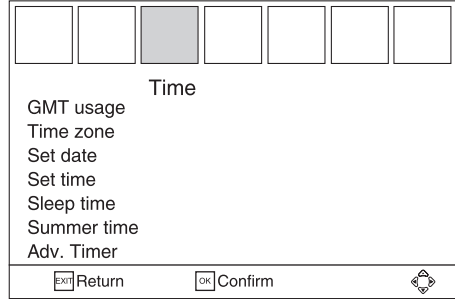 Time
GMT usage
Time zone
Set date
Set time
Sleep time
Summer time
Adv. Timer
EXIT Return OK Confirm